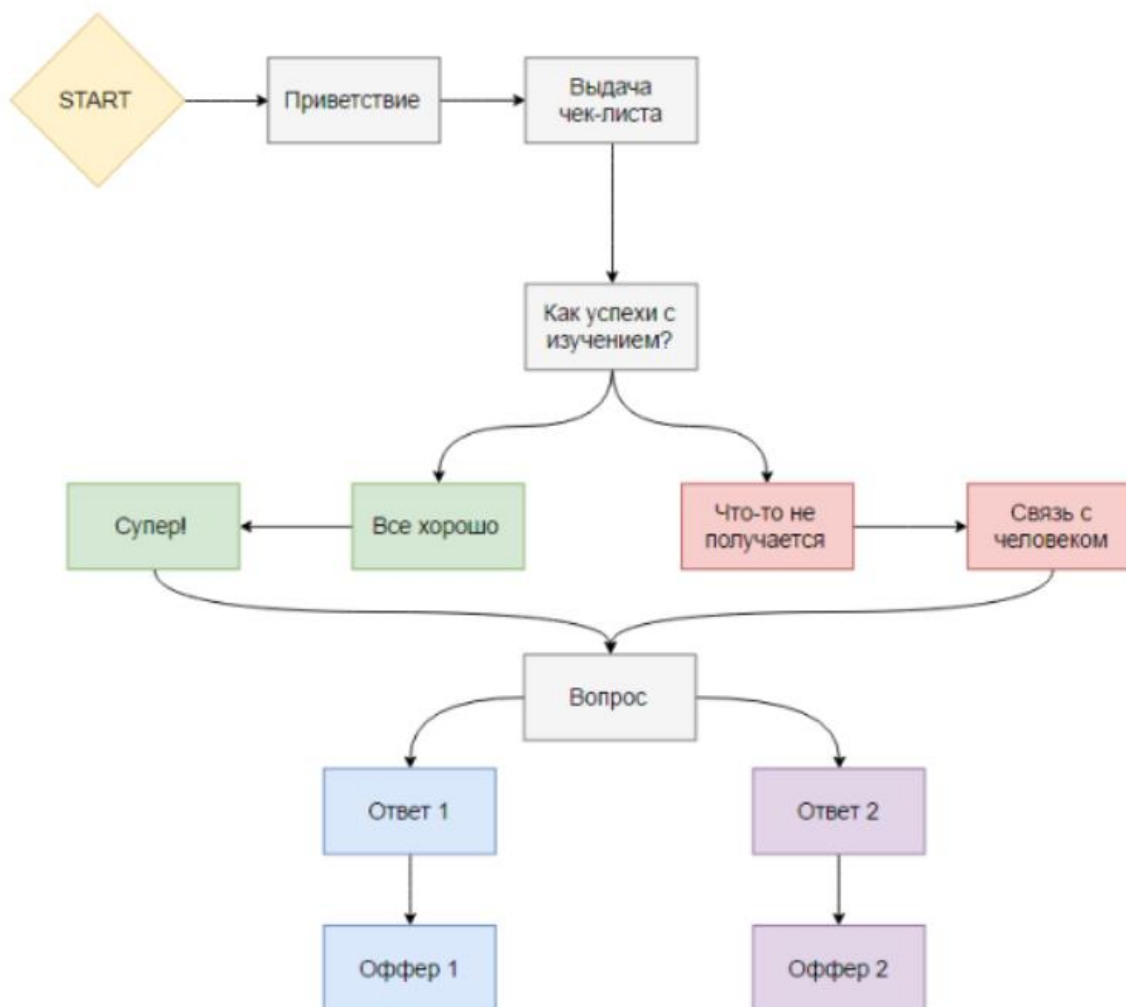 START
Приветствие
Выдача
чек-листа
Как успехи с
изучением?
Супер!
Все хорошо
Что-то не
получается
Связь с
человеком
Вопрос
Ответ 1
Ответ 2
Оффер 1
Оффер 2